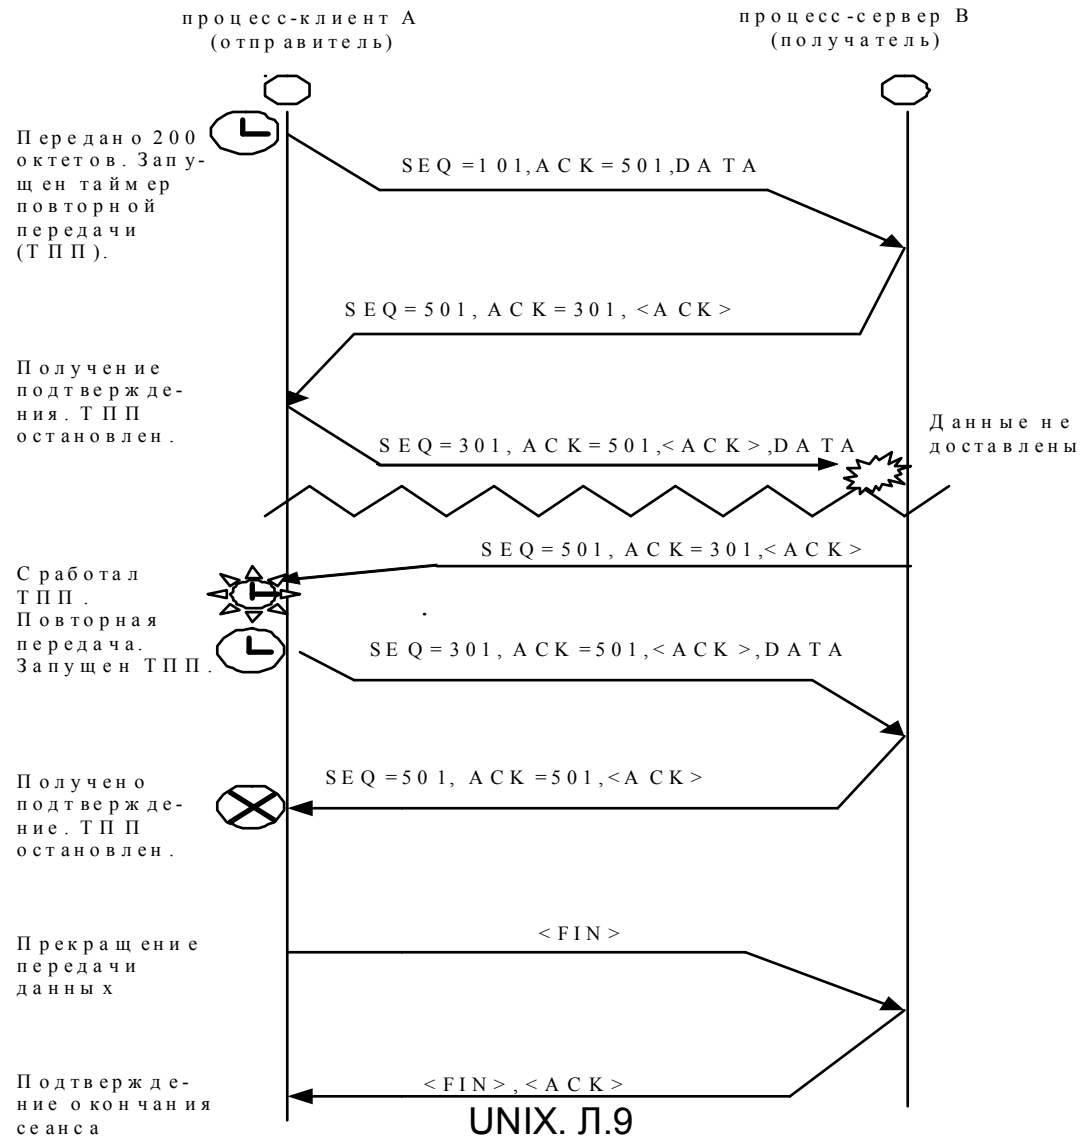 процесс-клиент A
(отправитель)
процесс-сервер B
(получатель)
Передано 200
октетов. Запу-
щен таймер
повторной
передачи
(ТПП).
SEQ=101,ACK=501,DATA
SEQ=501, ACK=301, <ACK>
Получение
подтвержде-
ния. ТПП
остановлен.
SEQ=301, ACK=501,<ACK>,DATA
Данные не
доставлены
SEQ=501, ACK=301,<ACK>
Сработал
ТПП.
Повторная
передача.
Запущен ТПП.
SEQ=301, ACK=501,<ACK>,DATA
Получено
подтвержде-
ние. ТПП
остановлен.
SEQ=501, ACK=501,<ACK>
Прекращение
передачи
данных
<FIN>
Подтвержде-
ние окончания
сеанса
<FIN>,<ACK>
UNIX. Л.9